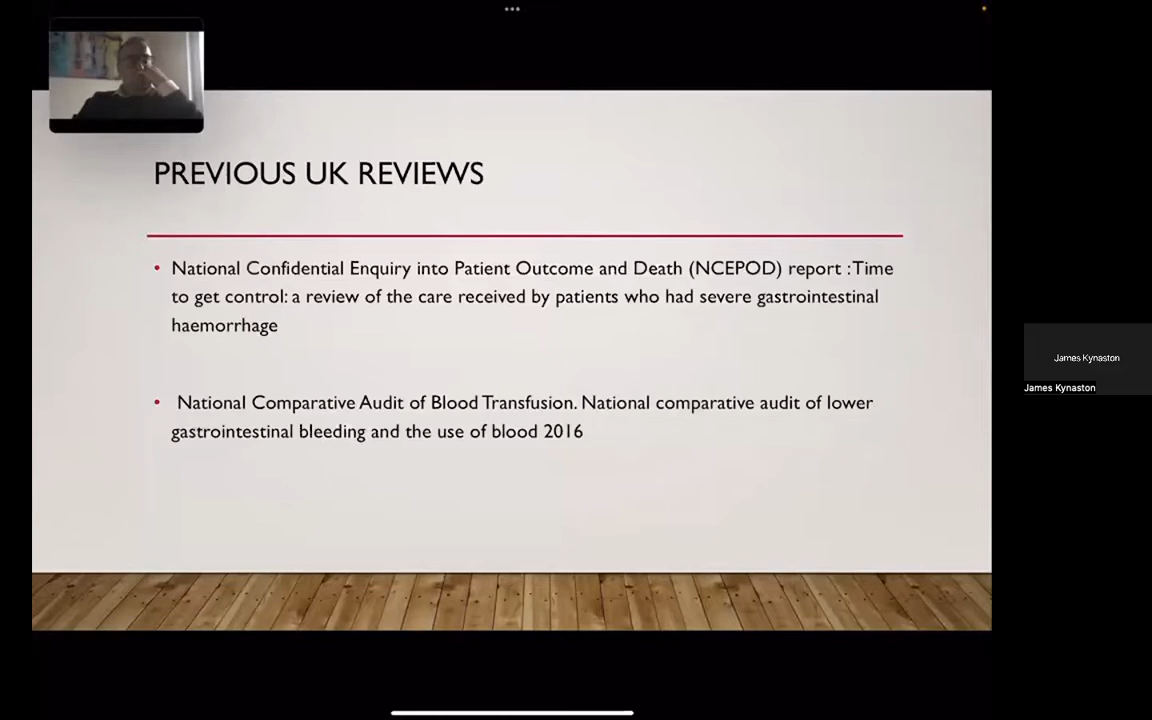 PREVIOUS UK REVIEWS
• National Confidential Enquiry into Patient Outcome and Death (NCEPOD) report :Time
to get control: a review of the care received by patients who had severe gastrointestinal
haemorrhage
• National Comparative Audit of Blood Transfusion. National comparative audit of lower
gastrointestinal bleeding and the use of blood 2016
James Kynaston
James Kynaston